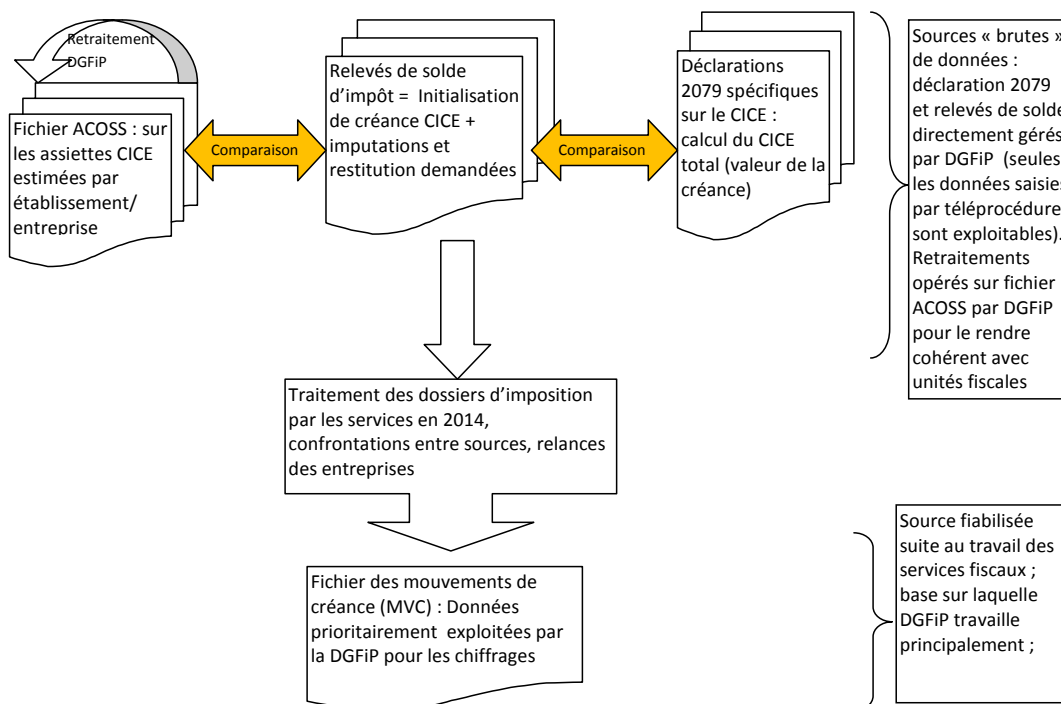 Retraitement
DGFiP
Fichier ACOSS : sur
les assiettes CICE
estimées par
établissement/
entreprise
Comparaison
Relevés de solde
d’impôt = Initialisation
de créance CICE +
imputations et
restitution demandées
Comparaison
Déclarations
2079 spécifiques
sur le CICE :
calcul du CICE
total (valeur de la
créance)
Sources « brutes »
de données :
déclaration 2079
et relevés de solde
directement gérés
par DGFiP (seules
les données saisies
par téléprocédure
sont exploitables).
Retraitements
opérés sur fichier
ACOSS par DGFiP
pour le rendre
cohérent avec
unités fiscales
Traitement des dossiers d’imposition
par les services en 2014,
confrontations entre sources, relances
des entreprises
Fichier des mouvements de
créance (MVC) : Données
prioritairement exploitées par
la DGFiP pour les chiffrages
Source fiabilisée
suite au travail des
services fiscaux ;
base sur laquelle
DGFiP travaille
principalement ;